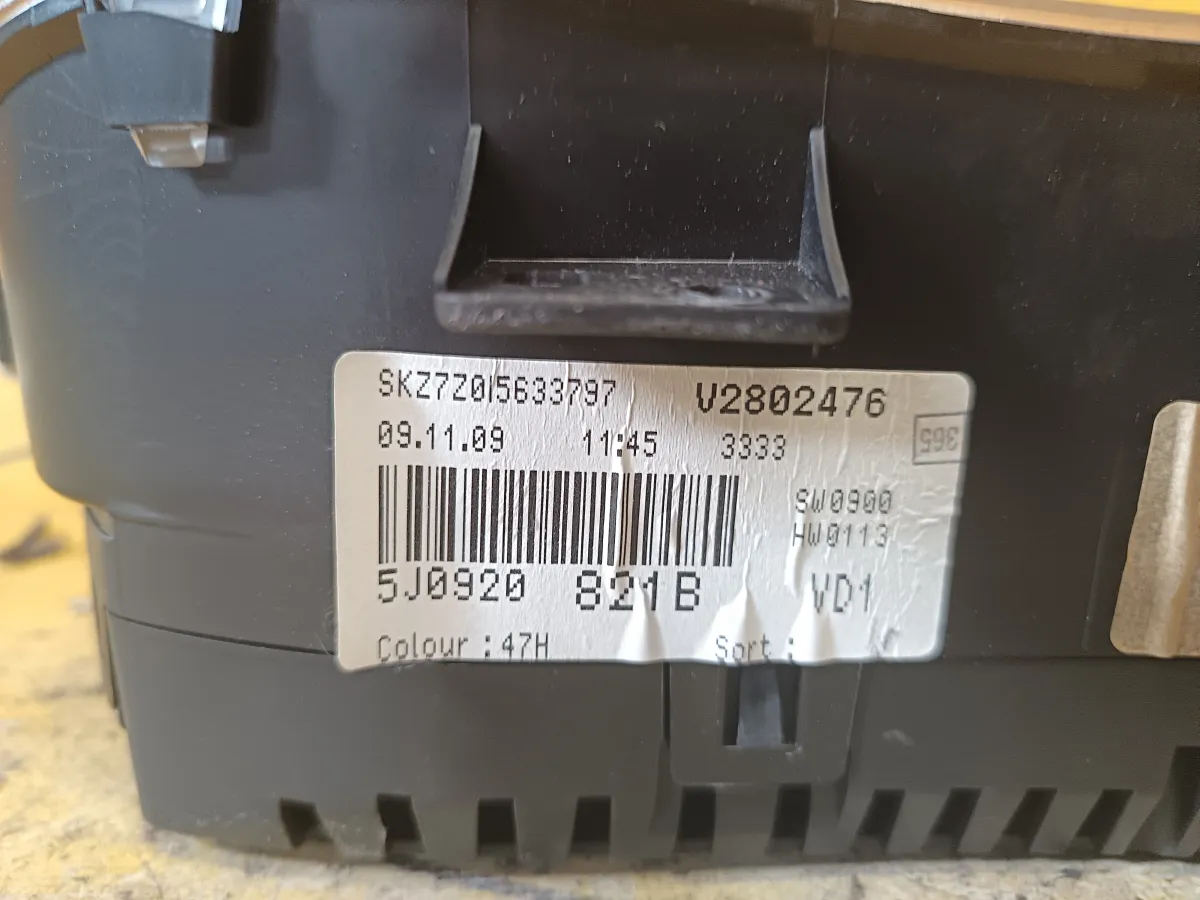 SKZ7Z0I5633797 V2802476
09.11.09 11:45 3333
365
SW0900
HW0113
5J0920 821B VD1
Colour : 47H Sort :